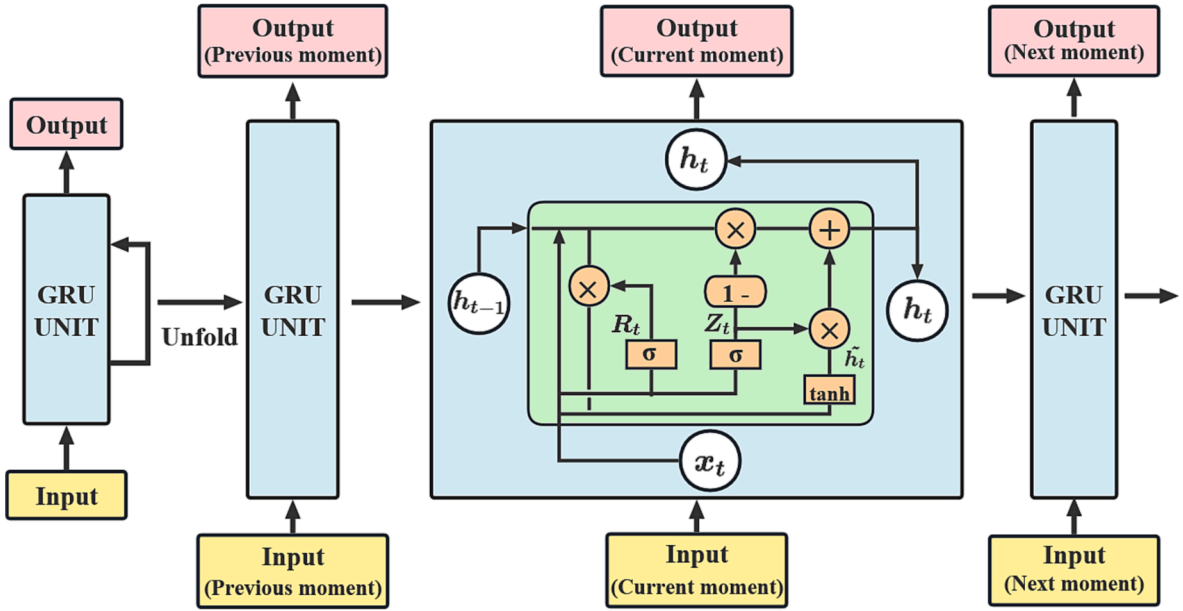 Output
(Previous moment)
Output
(Current moment)
Output
(Next moment)
Output
GRU
UNIT
Unfold
Input
GRU
UNIT
Input
(Previous moment)
h_t
h_{t-1}
×
+
×
1 -
R_t
Z_t
×
σ
σ
h̃_t
tanh
h_t
x_t
Input
(Current moment)
GRU
UNIT
Input
(Next moment)